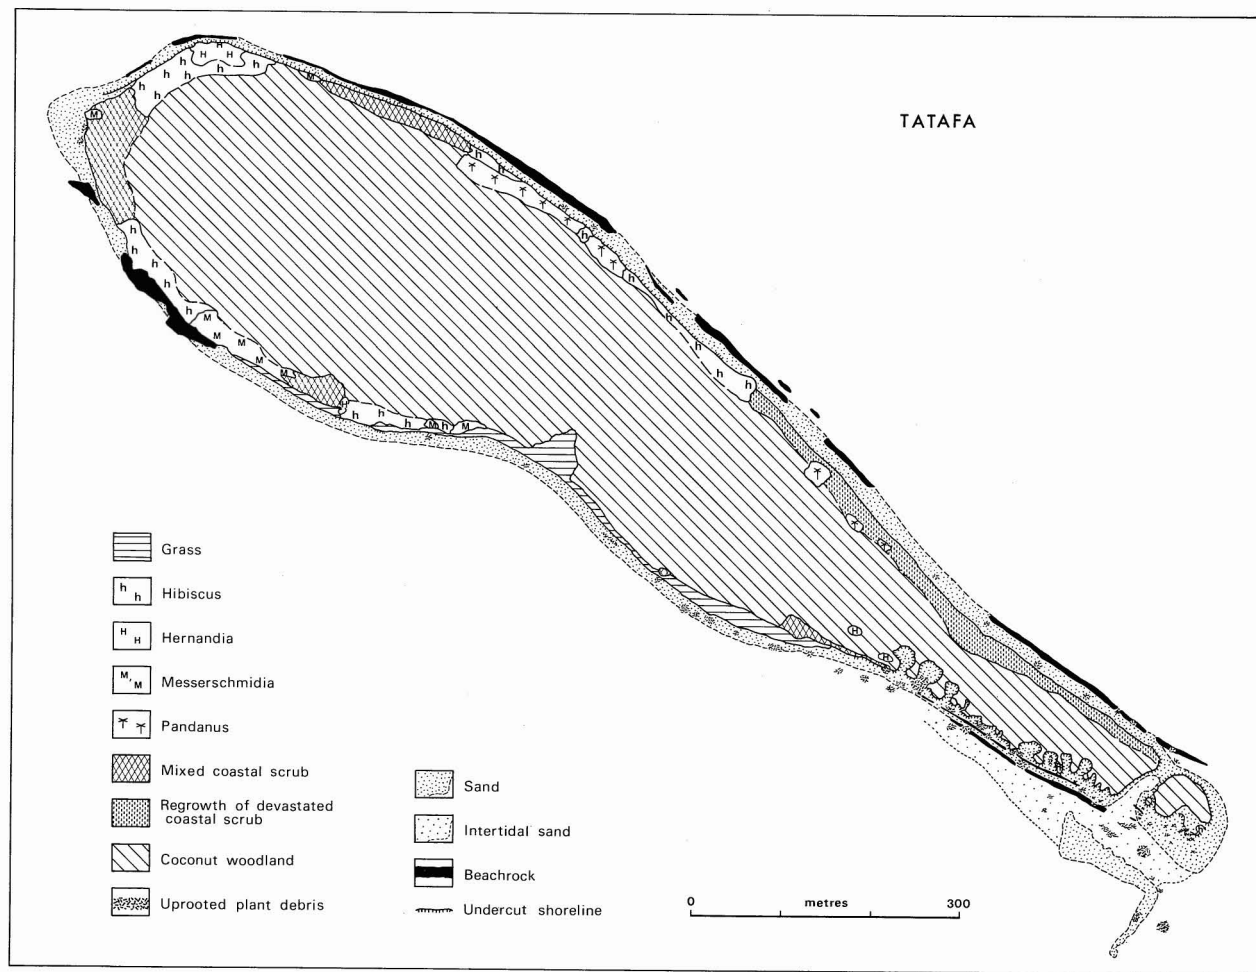 TATAFA
Grass
h h
Hibiscus
H H
Hernandia
M, M
Messerschmidia
Pandanus
Mixed coastal scrub
Regrowth of devastated
coastal scrub
Coconut woodland
Uprooted plant debris
Sand
Intertidal sand
Beachrock
Undercut shoreline
0 metres 300